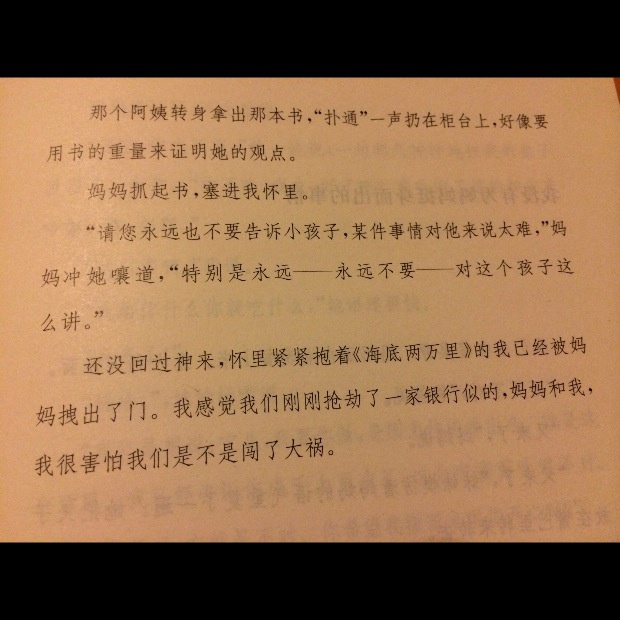 那个阿姨转身拿出那本书，“扑通”一声扔在柜台上，好像要
用书的重量来证明她的观点。
妈妈抓起书，塞进我怀里。
“请您永远也不要告诉小孩子，某件事情对他来说太难，”妈
妈冲她嚷道，“特别是永远——永远不要——对这个孩子这
么讲。”
还没回过神来，怀里紧紧抱着《海底两万里》的我已经被妈
妈拽出了门。我感觉我们刚刚抢劫了一家银行似的，妈妈和我，
我很害怕我们是不是闯了大祸。